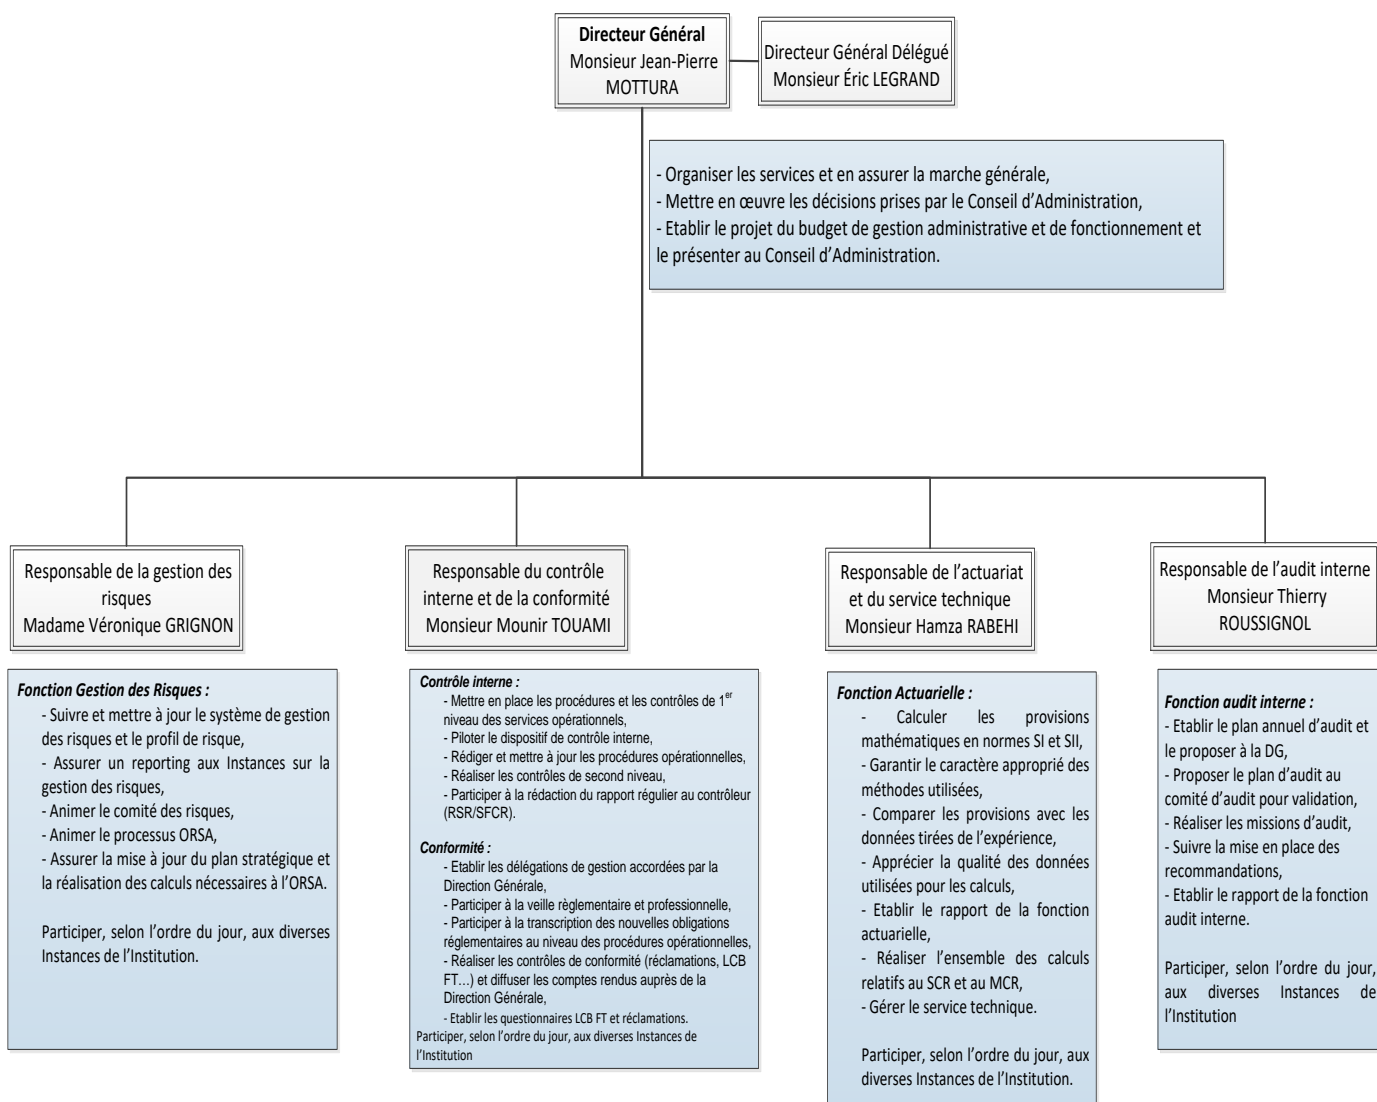 Directeur Général
Monsieur Jean-Pierre
MOTTURA
Directeur Général Délégué
Monsieur Éric LEGRAND
- Organiser les services et en assurer la marche générale,
- Mettre en œuvre les décisions prises par le Conseil d’Administration,
- Etablir le projet du budget de gestion administrative et de fonctionnement et
le présenter au Conseil d’Administration.
Responsable de la gestion des
risques
Madame Véronique GRIGNON
Responsable du contrôle
interne et de la conformité
Monsieur Mounir TOUAMI
Responsable de l’actuariat
et du service technique
Monsieur Hamza RABEHI
Responsable de l’audit interne
Monsieur Thierry
ROUSSIGNOL
Fonction Gestion des Risques :
- Suivre et mettre à jour le système de gestion
des risques et le profil de risque,
- Assurer un reporting aux Instances sur la
gestion des risques,
- Animer le comité des risques,
- Animer le processus ORSA,
- Assurer la mise à jour du plan stratégique et
la réalisation des calculs nécessaires à l’ORSA.
Participer, selon l’ordre du jour, aux diverses
Instances de l’Institution.
Contrôle interne :
- Mettre en place les procédures et les contrôles de 1er
niveau des services opérationnels,
- Piloter le dispositif de contrôle interne,
- Rédiger et mettre à jour les procédures opérationnelles,
- Réaliser les contrôles de second niveau,
- Participer à la rédaction du rapport régulier au contrôleur
(RSR/SFCR).
Conformité :
- Etablir les délégations de gestion accordées par la
Direction Générale,
- Participer à la veille règlementaire et professionnelle,
- Participer à la transcription des nouvelles obligations
réglementaires au niveau des procédures opérationnelles,
- Réaliser les contrôles de conformité (réclamations, LCB
FT…) et diffuser les comptes rendus auprès de la
Direction Générale,
- Etablir les questionnaires LCB FT et réclamations.
Participer, selon l’ordre du jour, aux diverses Instances de
l’Institution
Fonction Actuarielle :
- Calculer les provisions
mathématiques en normes SI et SII,
- Garantir le caractère approprié des
méthodes utilisées,
- Comparer les provisions avec les
données tirées de l’expérience,
- Apprécier la qualité des données
utilisées pour les calculs,
- Etablir le rapport de la fonction
actuarielle,
- Réaliser l’ensemble des calculs
relatifs au SCR et au MCR,
- Gérer le service technique.
Participer, selon l’ordre du jour, aux
diverses Instances de l’Institution.
Fonction audit interne :
- Etablir le plan annuel d’audit et
le proposer à la DG,
- Proposer le plan d’audit au
comité d’audit pour validation,
- Réaliser les missions d’audit,
- Suivre la mise en place des
recommandations,
- Etablir le rapport de la fonction
audit interne.
Participer, selon l’ordre du jour,
aux diverses Instances de
l’Institution